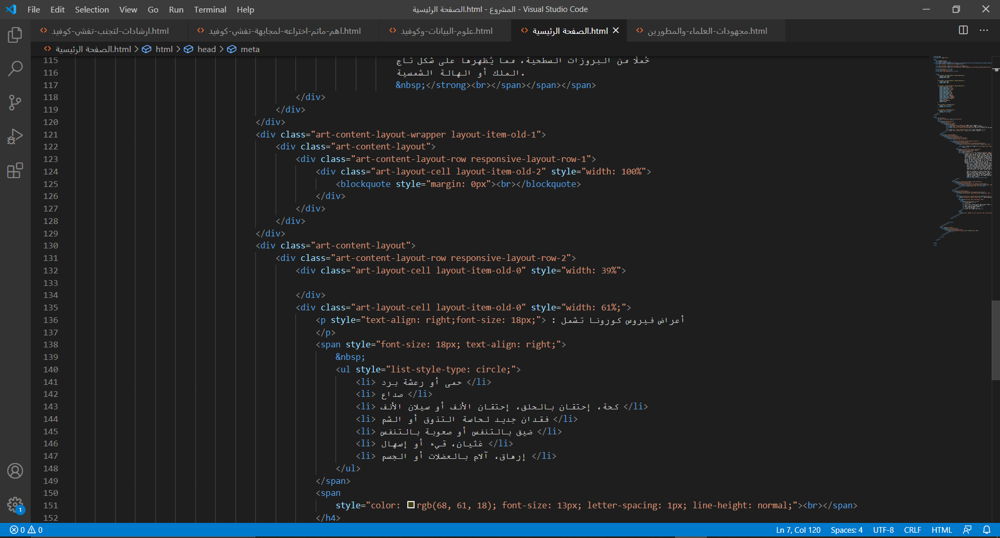 File Edit Selection View Go Run Terminal Help
الصفحة الرئيسية.html - المشروع - Visual Studio Code
ارشادات-لتجنب-تفشي-كوفيد.html
اهم-ماتم-اختراعه-لمجابهة-تفشي-كوفيد.html
علوم-البيانات-وكوفيد.html
الصفحة الرئيسية.html
مجهودات-العلماء-والمطورين.html
الصفحة الرئيسية.html > html > head > meta
115 خُملًا من البروزات السطحية، مما يُظهرها على شكل تاج
116 الملك أو الهالة الشمسية.
117 &nbsp;</strong><br></span></span></span>
118 </div>
119 </div>
120 </div>
121 <div class="art-content-layout-wrapper layout-item-old-1">
122 <div class="art-content-layout">
123 <div class="art-content-layout-row responsive-layout-row-1">
124 <div class="art-layout-cell layout-item-old-2" style="width: 100%">
125 <blockquote style="margin: 0px"><br></blockquote>
126 </div>
127 </div>
128 </div>
129 </div>
130 <div class="art-content-layout">
131 <div class="art-content-layout-row responsive-layout-row-2">
132 <div class="art-layout-cell layout-item-old-0" style="width: 39%">
133
134 </div>
135 <div class="art-layout-cell layout-item-old-0" style="width: 61%;">
136 <p style="text-align: right;font-size: 18px;"> : أعراض فيروس كورونا تشمل
137 </p>
138 <span style="font-size: 18px; text-align: right;">
139 &nbsp;
140 <ul style="list-style-type: circle;">
141 <li> حمى أو رعشة برد </li>
142 <li> صداع </li>
143 <li> كحة، إحتقان بالحلق، إحتقان الأنف أو سيلان الأنف </li>
144 <li> فقدان جديد لحاسة التذوق أو الشم </li>
145 <li> ضيق بالتنفس أو صعوبة بالتنفس </li>
146 <li> غثيان، قيء أو إسهال </li>
147 <li> إرهاق، آلام بالعضلات أو الجسم </li>
148 </ul>
149 </span>
150 <span
151 style="color: rgb(68, 61, 18); font-size: 13px; letter-spacing: 1px; line-height: normal;"><br></span>
152 </h4>
1
0 0
Ln 7, Col 120 Spaces: 4 UTF-8 CRLF HTML